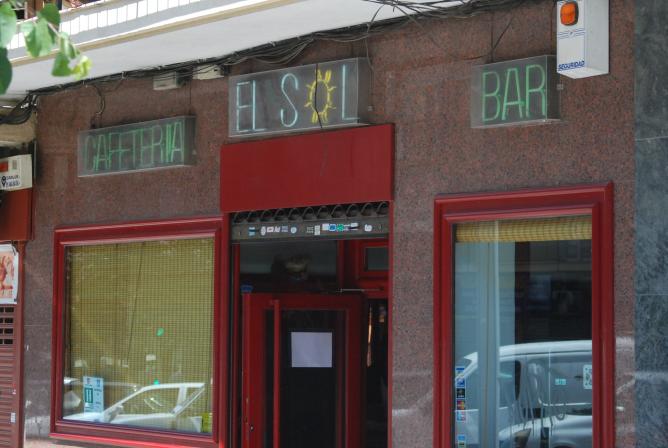 CAFETERIA
EL SOL
BAR
SEGURIDAD